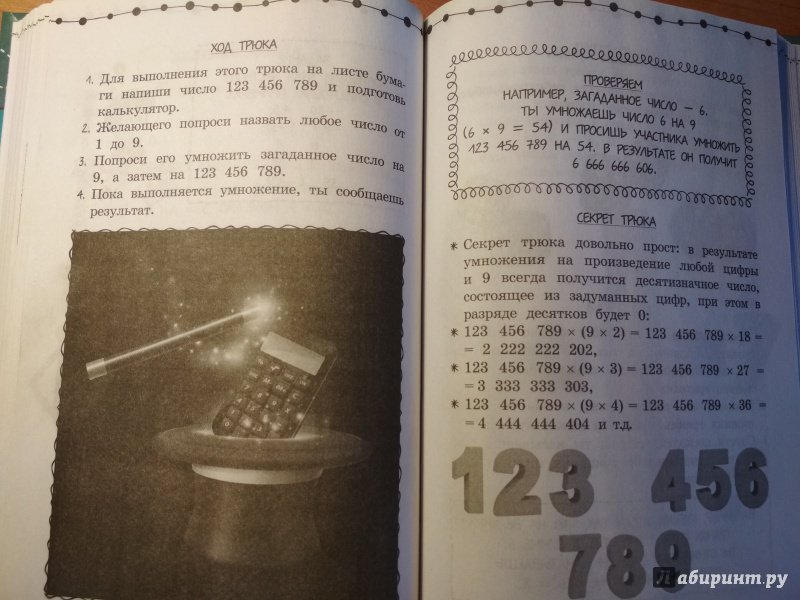 ХОД ТРЮКА
1. Для выполнения этого трюка на листе бума-
ги напиши число 123 456 789 и подготовь
калькулятор.
2. Желающего попроси назвать любое число от
1 до 9.
3. Попроси его умножить загаданное число на
9, а затем на 123 456 789.
4. Пока выполняется умножение, ты сообщаешь
результат.
ПРОВЕРЯЕМ
НАПРИМЕР, ЗАГАДАННОЕ ЧИСЛО – 6.
ТЫ УМНОЖАЕШЬ ЧИСЛО 6 НА 9
(6 × 9 = 54) И ПРОСИШЬ УЧАСТНИКА УМНОЖИТЬ
123 456 789 НА 54. В РЕЗУЛЬТАТЕ ОН ПОЛУЧИТ
6 666 666 606.
СЕКРЕТ ТРЮКА
* Секрет трюка довольно прост: в результате
умножения на произведение любой цифры
и 9 всегда получится десятизначное число,
состоящее из задуманных цифр, при этом в
разряде десятков будет 0:
* 123 456 789 × (9 × 2) = 123 456 789 × 18 =
= 2 222 222 202,
* 123 456 789 × (9 × 3) = 123 456 789 × 27 =
= 3 333 333 303,
* 123 456 789 × (9 × 4) = 123 456 789 × 36 =
= 4 444 444 404 и т.д.
123 456
789
Лабиринт.ру